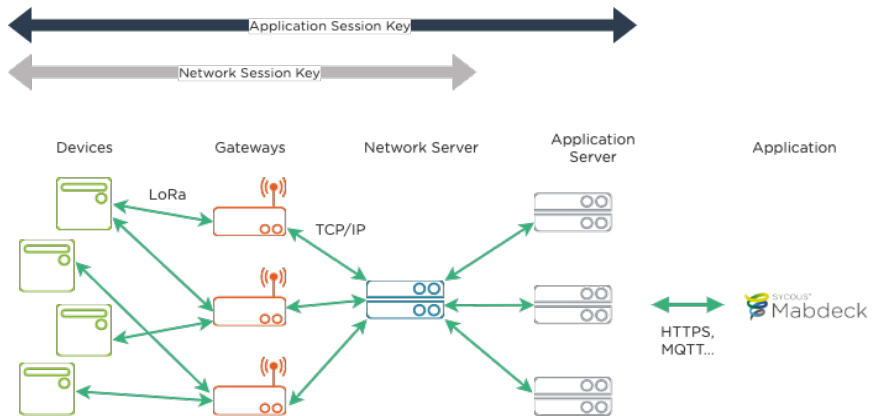 Application Session Key
Network Session Key
Devices
Gateways
Network Server
Application
Server
Application
LoRa
TCP/IP
SYCOUS™
Mabdeck
HTTPS,
MQTT...